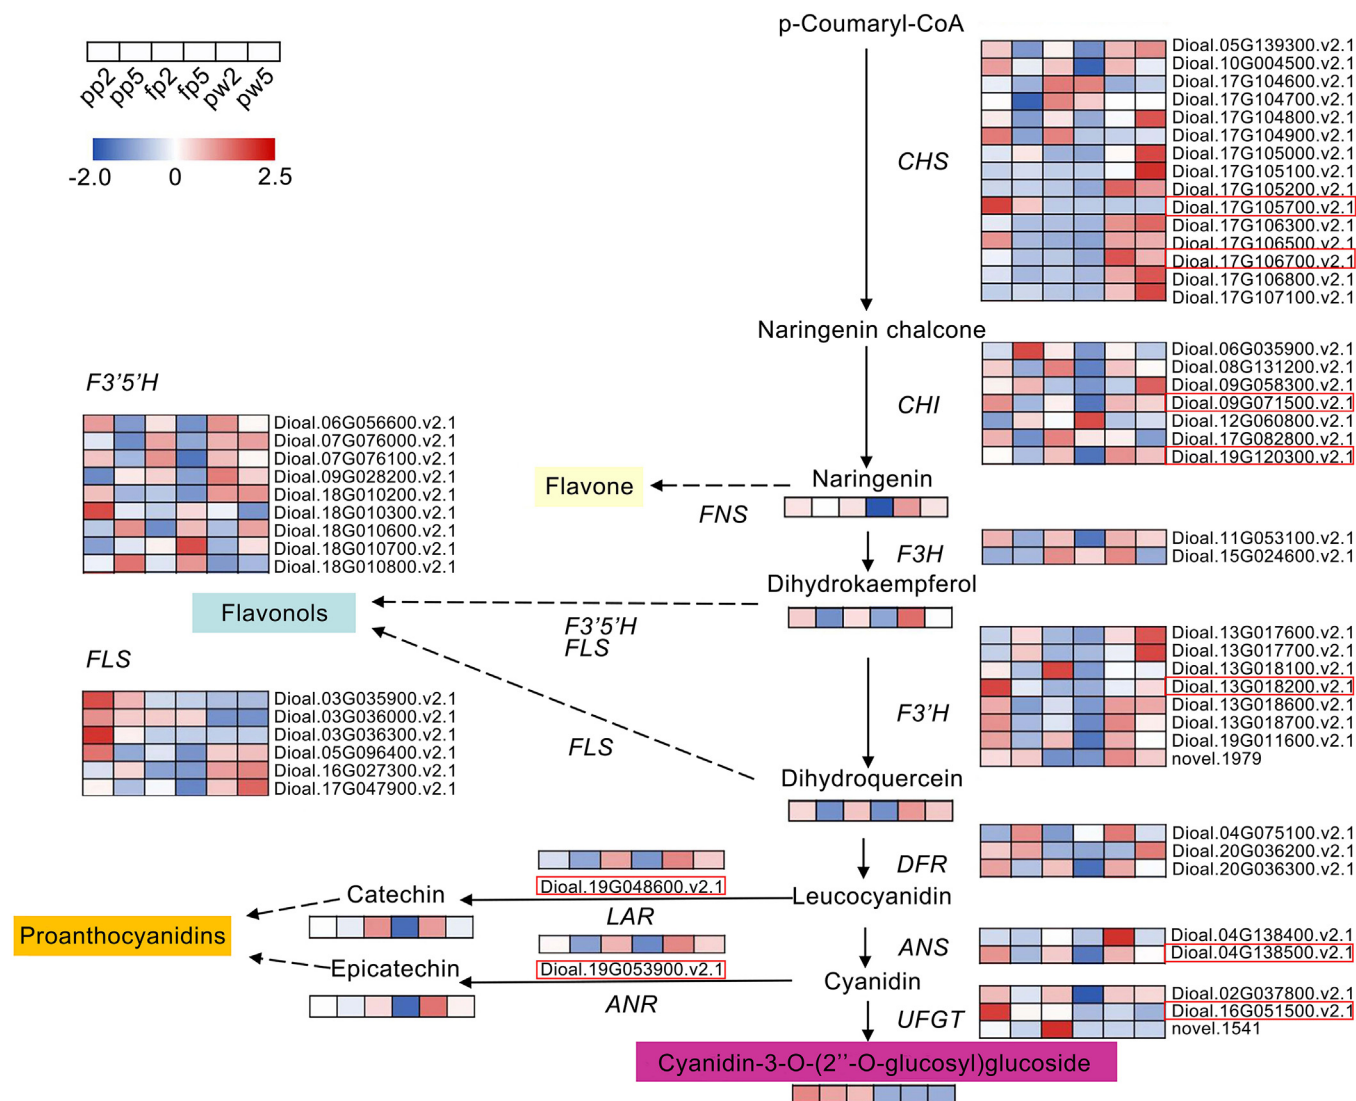 p-Coumaryl-CoA
pp2 pp5 fp2 fp5 pw2 pw5
-2.0 0 2.5
CHS
Dioal.05G139300.v2.1
Dioal.10G004500.v2.1
Dioal.17G104600.v2.1
Dioal.17G104700.v2.1
Dioal.17G104800.v2.1
Dioal.17G104900.v2.1
Dioal.17G105000.v2.1
Dioal.17G105100.v2.1
Dioal.17G105200.v2.1
Dioal.17G105700.v2.1
Dioal.17G106300.v2.1
Dioal.17G106500.v2.1
Dioal.17G106700.v2.1
Dioal.17G106800.v2.1
Dioal.17G107100.v2.1
Naringenin chalcone
CHI
Dioal.06G035900.v2.1
Dioal.08G131200.v2.1
Dioal.09G058300.v2.1
Dioal.09G071500.v2.1
Dioal.12G060800.v2.1
Dioal.17G082800.v2.1
Dioal.19G120300.v2.1
F3’5’H
Dioal.06G056600.v2.1
Dioal.07G076000.v2.1
Dioal.07G076100.v2.1
Dioal.09G028200.v2.1
Dioal.18G010200.v2.1
Dioal.18G010300.v2.1
Dioal.18G010600.v2.1
Dioal.18G010700.v2.1
Dioal.18G010800.v2.1
Naringenin
Flavone
FNS
F3H
Dioal.11G053100.v2.1
Dioal.15G024600.v2.1
Dihydrokaempferol
Flavonols
F3’5’H
FLS
FLS
Dioal.03G035900.v2.1
Dioal.03G036000.v2.1
Dioal.03G036300.v2.1
Dioal.05G096400.v2.1
Dioal.16G027300.v2.1
Dioal.17G047900.v2.1
FLS
F3’H
Dioal.13G017600.v2.1
Dioal.13G017700.v2.1
Dioal.13G018100.v2.1
Dioal.13G018200.v2.1
Dioal.13G018600.v2.1
Dioal.13G018700.v2.1
Dioal.19G011600.v2.1
novel.1979
Dihydroquercein
DFR
Dioal.04G075100.v2.1
Dioal.20G036200.v2.1
Dioal.20G036300.v2.1
Leucocyanidin
Dioal.19G048600.v2.1
LAR
Catechin
Proanthocyanidins
Epicatechin
Dioal.19G053900.v2.1
ANR
ANS
Dioal.04G138400.v2.1
Dioal.04G138500.v2.1
Cyanidin
UFGT
Dioal.02G037800.v2.1
Dioal.16G051500.v2.1
novel.1541
Cyanidin-3-O-(2’’-O-glucosyl)glucoside